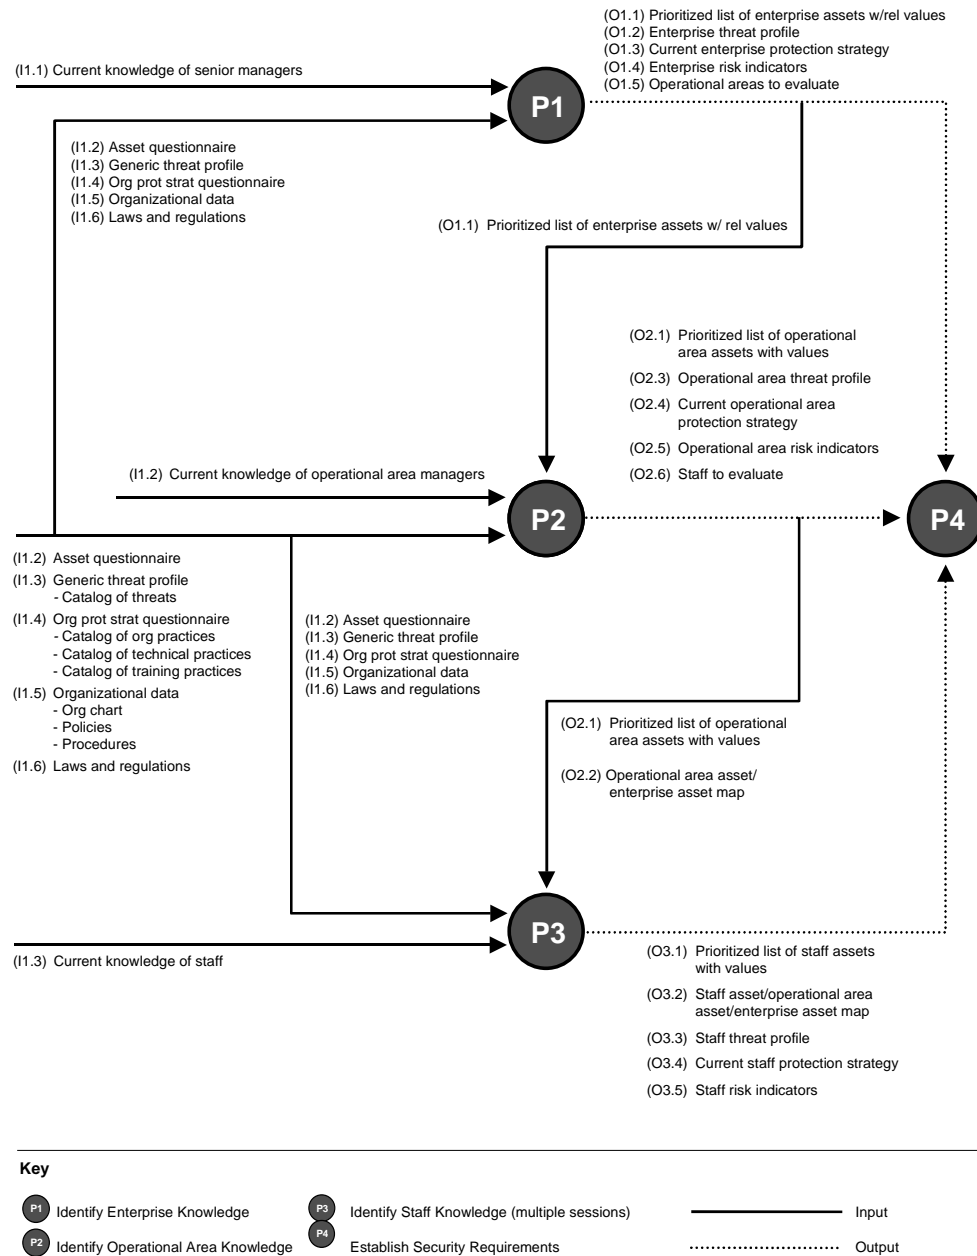 (O1.1) Prioritized list of enterprise assets w/rel values
(O1.2) Enterprise threat profile
(O1.3) Current enterprise protection strategy
(O1.4) Enterprise risk indicators
(O1.5) Operational areas to evaluate
(I1.1) Current knowledge of senior managers
P1
(I1.2) Asset questionnaire
(I1.3) Generic threat profile
(I1.4) Org prot strat questionnaire
(I1.5) Organizational data
(I1.6) Laws and regulations
(O1.1) Prioritized list of enterprise assets w/ rel values
(O2.1) Prioritized list of operational
area assets with values
(O2.3) Operational area threat profile
(O2.4) Current operational area
protection strategy
(O2.5) Operational area risk indicators
(O2.6) Staff to evaluate
(I1.2) Current knowledge of operational area managers
P2
P4
(I1.2) Asset questionnaire
(I1.3) Generic threat profile
- Catalog of threats
(I1.4) Org prot strat questionnaire
- Catalog of org practices
- Catalog of technical practices
- Catalog of training practices
(I1.5) Organizational data
- Org chart
- Policies
- Procedures
(I1.6) Laws and regulations
(I1.2) Asset questionnaire
(I1.3) Generic threat profile
(I1.4) Org prot strat questionnaire
(I1.5) Organizational data
(I1.6) Laws and regulations
(O2.1) Prioritized list of operational
area assets with values
(O2.2) Operational area asset/
enterprise asset map
P3
(I1.3) Current knowledge of staff
(O3.1) Prioritized list of staff assets
with values
(O3.2) Staff asset/operational area
asset/enterprise asset map
(O3.3) Staff threat profile
(O3.4) Current staff protection strategy
(O3.5) Staff risk indicators
Key
P1 Identify Enterprise Knowledge
P3 Identify Staff Knowledge (multiple sessions)
Input
P2 Identify Operational Area Knowledge
P4 Establish Security Requirements
Output